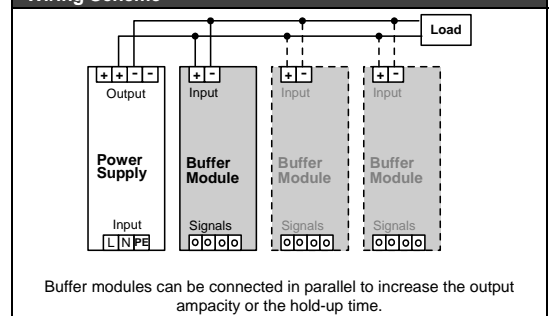 Wiring Scheme
Load
+ + - -
Output
+ -
Input
+ -
Input
+ -
Input
Power
Supply
Buffer
Module
Buffer
Module
Buffer
Module
Input
L N PE
Signals
Signals
Signals
Buffer modules can be connected in parallel to increase the output
ampacity or the hold-up time.